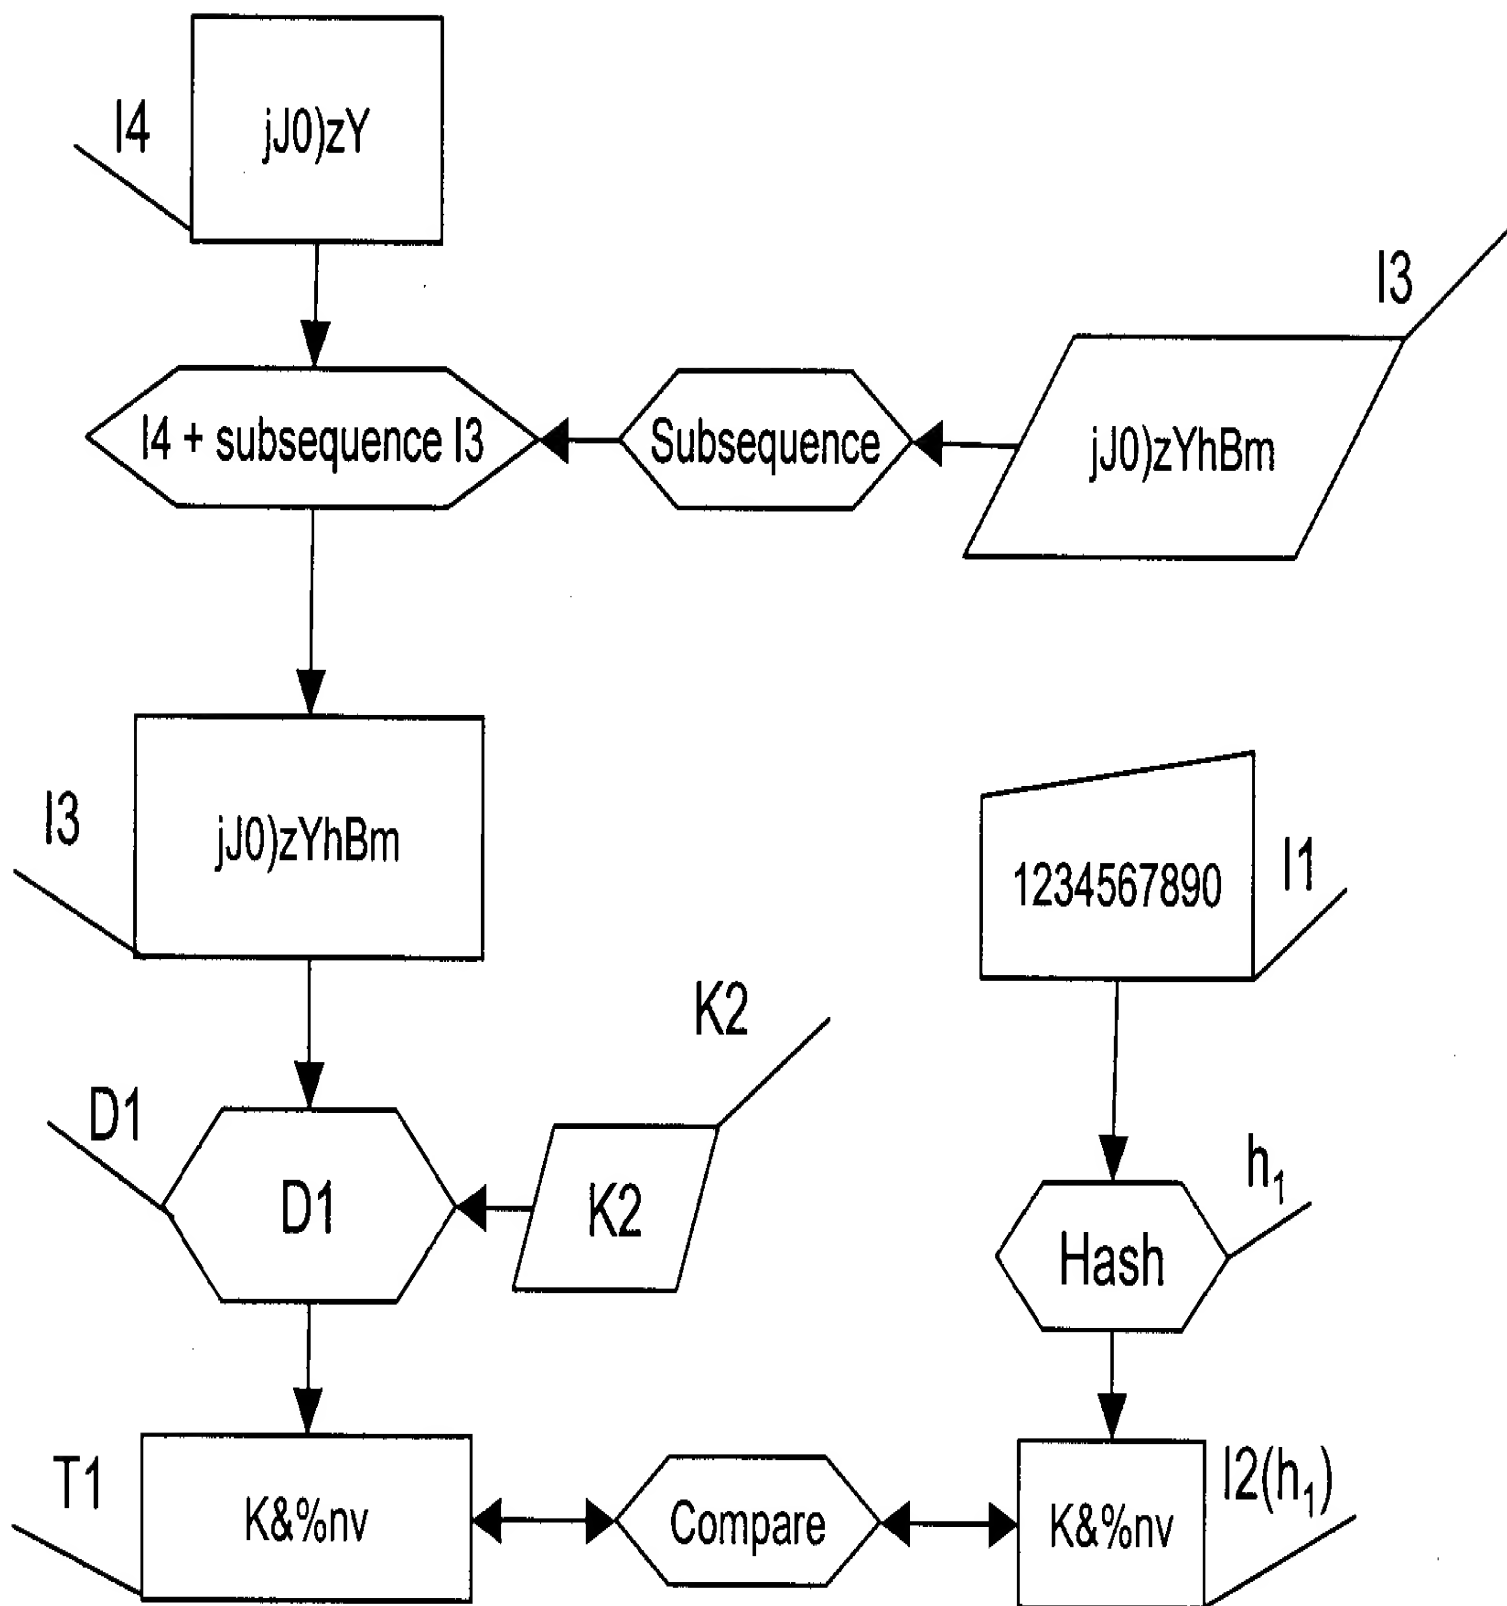 I4
jJ0)zY
I3
I4 + subsequence I3
Subsequence
jJ0)zYhBm
I3
jJ0)zYhBm
1234567890
I1
K2
D1
D1
K2
h₁
Hash
T1
K&%nv
Compare
K&%nv
I2(h₁)